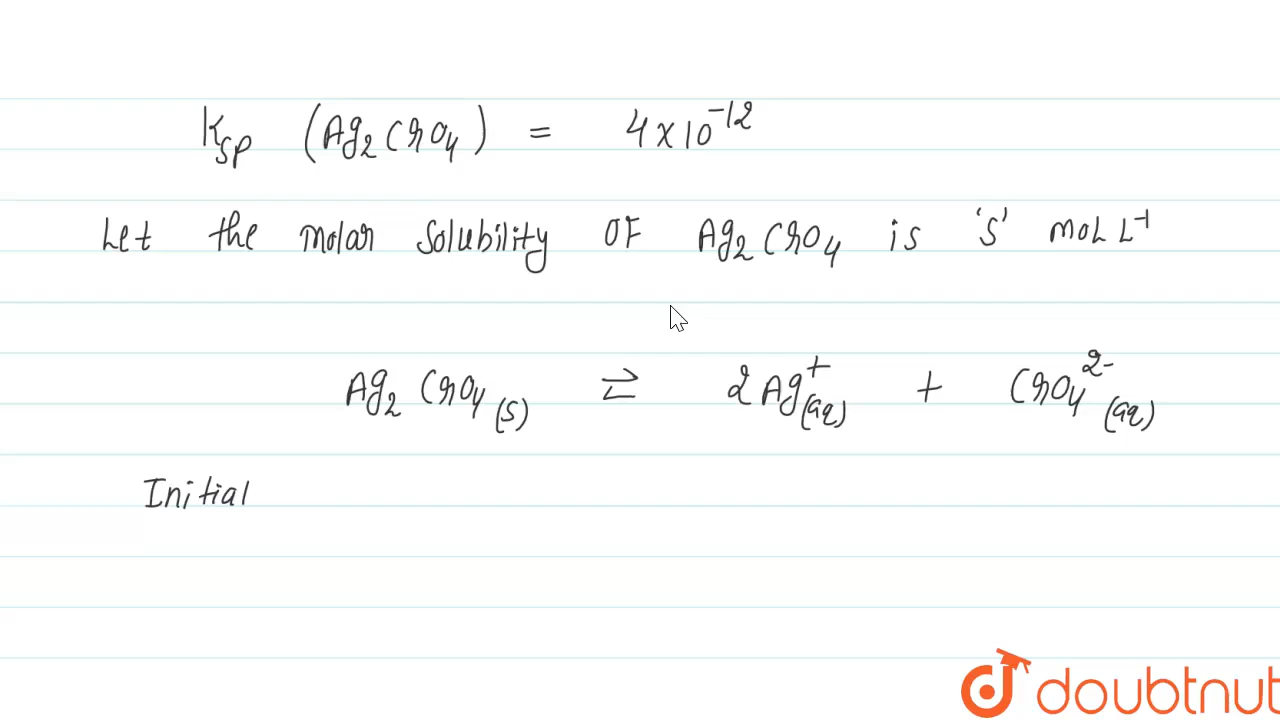 Ksp (Ag2CrO4) = 4 x 10^-12
Let the molar solubility OF Ag2CrO4 is 's' mol L^-1
Ag2CrO4(s) ⇌ 2Ag^+(aq) + CrO4^2-(aq)
Initial
doubtnut